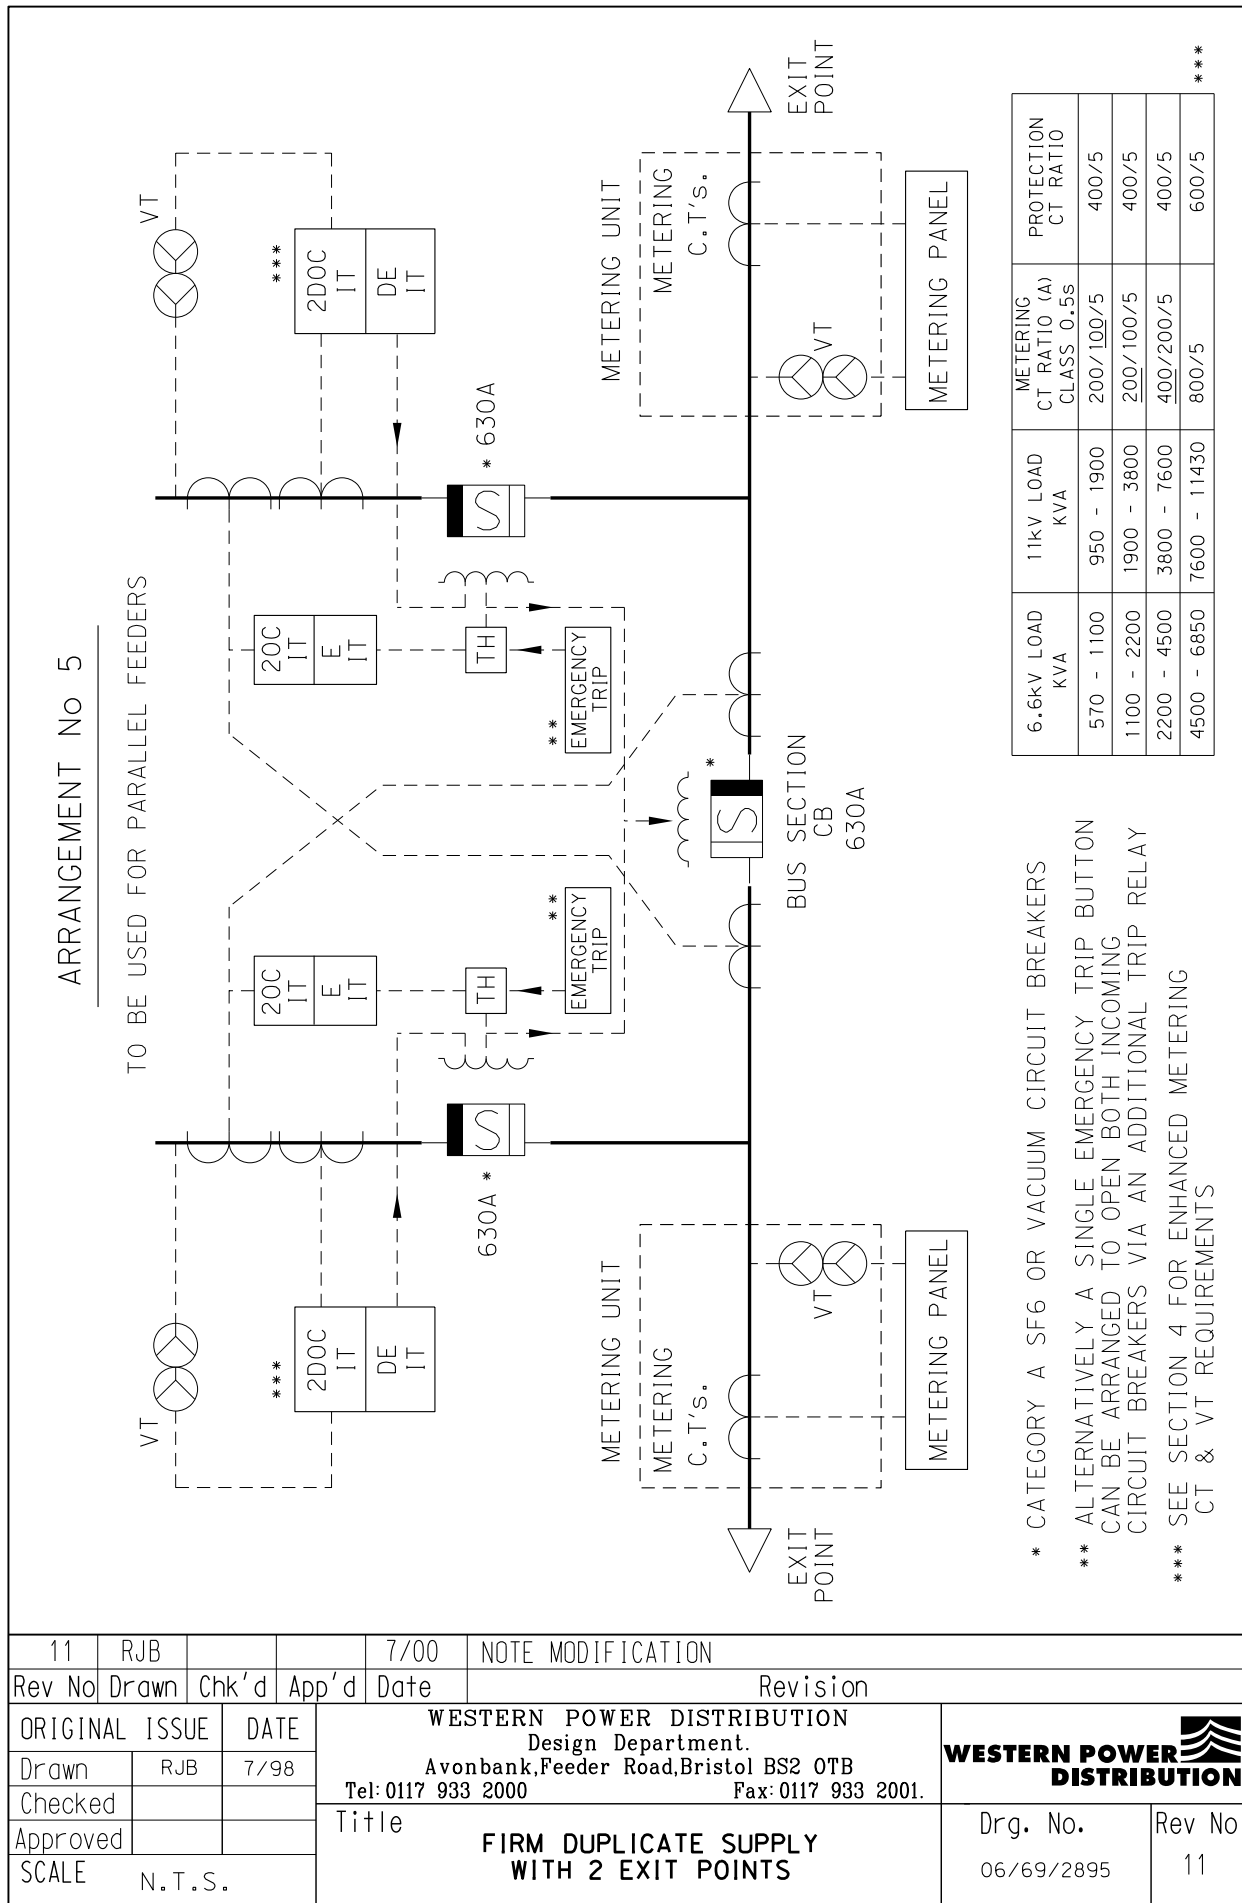 ARRANGEMENT No 5
TO BE USED FOR PARALLEL FEEDERS
VT
VT
***
2DOC
IT
DE
IT
2OC
IT
E
IT
2OC
IT
E
IT
***
2DOC
IT
DE
IT
630A *
TH
TH
* 630A
**
EMERGENCY
TRIP
**
EMERGENCY
TRIP
S
S
S
*
BUS SECTION
CB
630A
METERING UNIT
METERING
C.T's.
VT
METERING PANEL
EXIT
POINT
METERING UNIT
METERING
C.T's.
VT
METERING PANEL
EXIT
POINT
* CATEGORY A SF6 OR VACUUM CIRCUIT BREAKERS
** ALTERNATIVELY A SINGLE EMERGENCY TRIP BUTTON
CAN BE ARRANGED TO OPEN BOTH INCOMING
CIRCUIT BREAKERS VIA AN ADDITIONAL TRIP RELAY
*** SEE SECTION 4 FOR ENHANCED METERING
CT & VT REQUIREMENTS
6.6kV LOAD KVA 11kV LOAD KVA METERING CT RATIO (A) CLASS 0.5s PROTECTION CT RATIO
570 - 1100 950 - 1900 200/100/5 400/5
1100 - 2200 1900 - 3800 200/100/5 400/5
2200 - 4500 3800 - 7600 400/200/5 400/5
4500 - 6850 7600 - 11430 800/5 600/5 ***
11 RJB 7/00 NOTE MODIFICATION
Rev No Drawn Chk'd App'd Date Revision
ORIGINAL ISSUE DATE
Drawn RJB 7/98
Checked
Approved
SCALE N.T.S.
WESTERN POWER DISTRIBUTION
Design Department.
Avonbank,Feeder Road,Bristol BS2 0TB
Tel: 0117 933 2000 Fax: 0117 933 2001.
Title
FIRM DUPLICATE SUPPLY
WITH 2 EXIT POINTS
WESTERN POWER
DISTRIBUTION
Drg. No. Rev No
06/69/2895 11